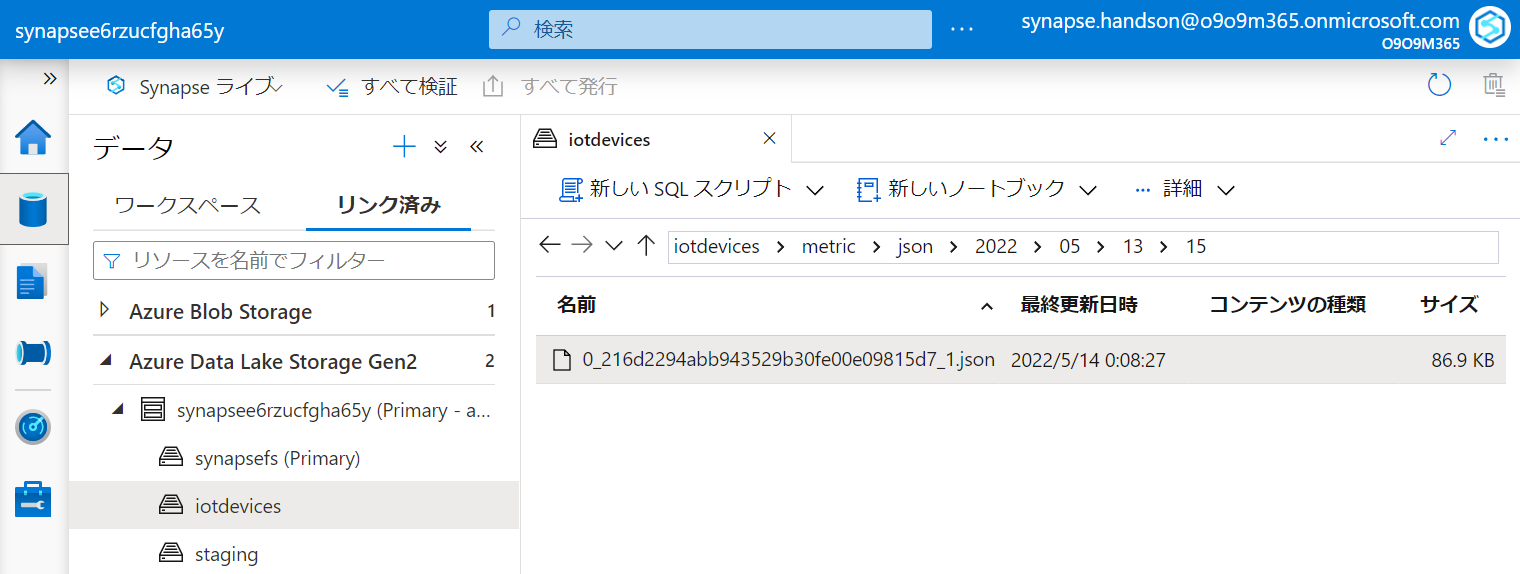 synapsee6rzucfgha65y
検索
synapse.handson@o9o9m365.onmicrosoft.com
O9O9M365
Synapse ライブ
すべて検証
すべて発行
データ
ワークスペース
リンク済み
リソースを名前でフィルター
Azure Blob Storage 1
Azure Data Lake Storage Gen2 2
synapsee6rzucfgha65y (Primary - a...
synapsefs (Primary)
iotdevices
staging
iotdevices
新しい SQL スクリプト
新しいノートブック
詳細
iotdevices > metric > json > 2022 > 05 > 13 > 15
名前 最終更新日時 コンテンツの種類 サイズ
0_216d2294abb943529b30fe00e09815d7_1.json 2022/5/14 0:08:27 86.9 KB